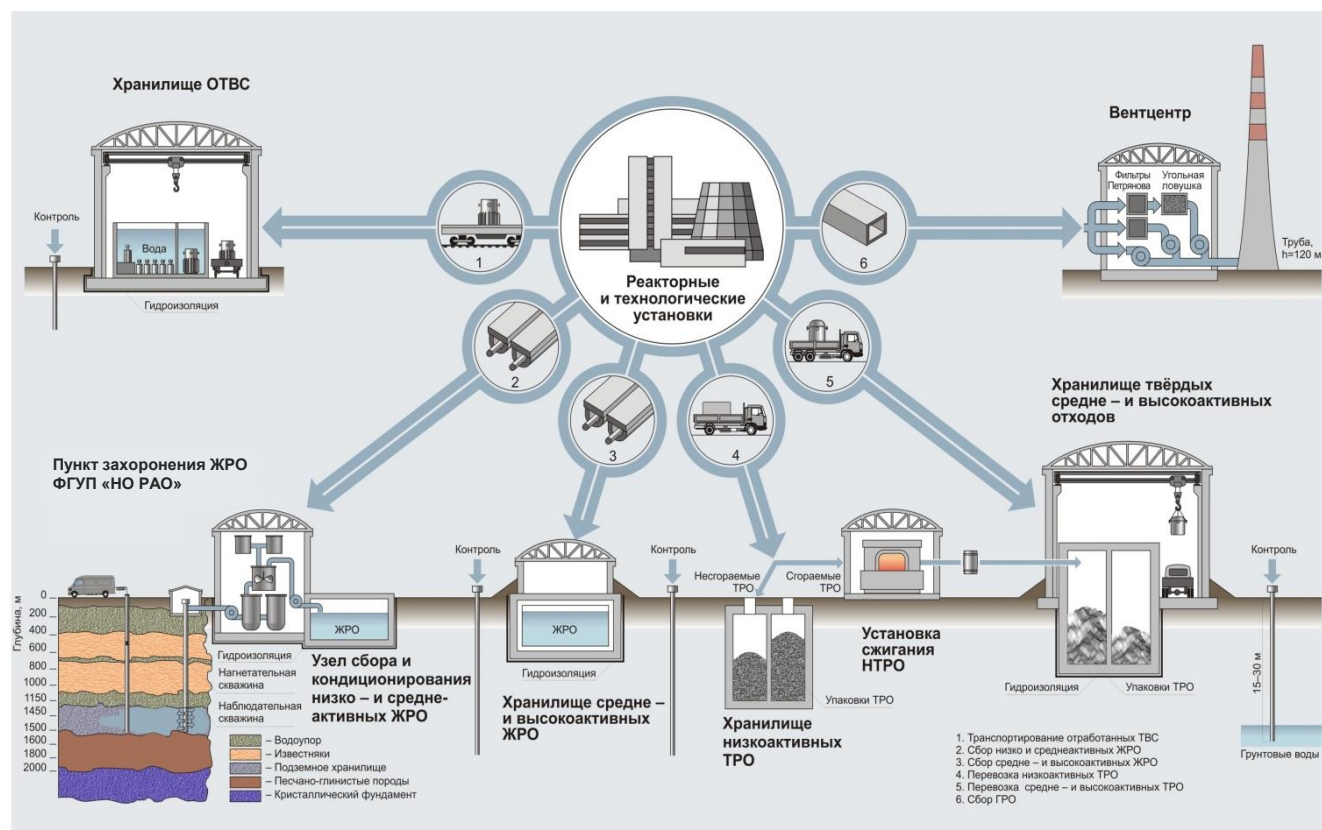 Хранилище ОТВС
Контроль
Вода
Гидроизоляция
1
Реакторные
и технологические
установки
6
Вентцентр
Фильтры
Петрянова
Угольная
ловушка
Труба,
h=120 м
2
3
4
5
Хранилище твёрдых
средне – и высокоактивных
отходов
Пункт захоронения ЖРО
ФГУП «НО РАО»
Глубина, м
0
200
400
600
800
1000
1150
1450
1500
1600
1800
2000
ЖРО
Гидроизоляция
Нагнетательная
скважина
Наблюдательная
скважина
– Водоупор
– Известняки
– Подземное хранилище
– Песчано-глинистые породы
– Кристаллический фундамент
Узел сбора и
кондиционирования
низко – и средне-
активных ЖРО
Контроль
ЖРО
Гидроизоляция
Хранилище средне –
и высокоактивных
ЖРО
Контроль
Несгораемые
ТРО
Сгораемые
ТРО
Упаковки ТРО
Хранилище
низкоактивных
ТРО
Установка
сжигания
НТРО
Гидроизоляция
Упаковки ТРО
Контроль
15–30 м
Грунтовые воды
1. Транспортирование отработанных ТВС
2. Сбор низко и среднеактивных ЖРО
3. Сбор средне – и высокоактивных ЖРО
4. Перевозка низкоактивных ТРО
5. Перевозка средне – и высокоактивных ТРО
6. Сбор ГРО